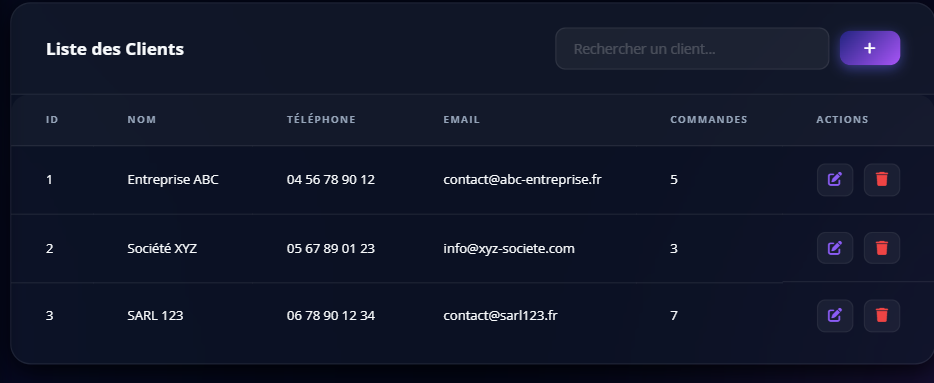 Liste des Clients
Rechercher un client...
+
ID NOM TÉLÉPHONE EMAIL COMMANDES ACTIONS
1 Entreprise ABC 04 56 78 90 12 contact@abc-entreprise.fr 5
2 Société XYZ 05 67 89 01 23 info@xyz-societe.com 3
3 SARL 123 06 78 90 12 34 contact@sarl123.fr 7